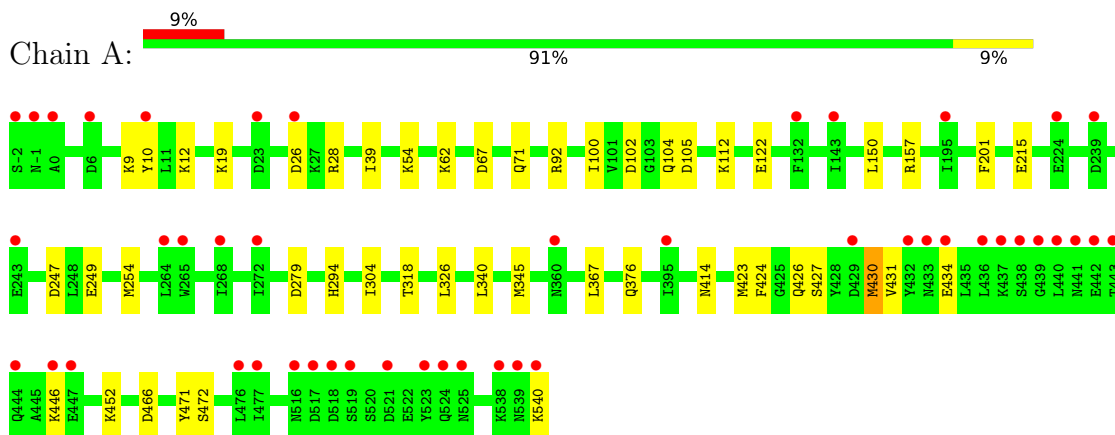 9%
Chain A:
91% 9%
S-2 N-1 A0 D6 K9 Y10 L11 K12 K19 D23 D26 K27 R28 I39 K54 K62 D67 Q71 R92 I100 V101 D102 G103 Q104 D105 K112 E122 F132 I143 L150 R157 I195 F201 E215 E224 D239
E243 D247 L248 E249 M254 L264 W265 I268 I272 D279 H294 I304 T318 L326 L340 M345 N360 L367 Q376 I395 N414 M423 F424 G425 Q426 S427 Y428 D429 M430 V431 Y432 N433 E434 L435 L436 K437 S438 G439 L440 N441 E442 T443
Q444 A445 K446 E447 K452 D466 Y471 S472 L476 I477 N516 D517 D518 S519 S520 D521 E522 Y523 Q524 N525 K538 N539 K540